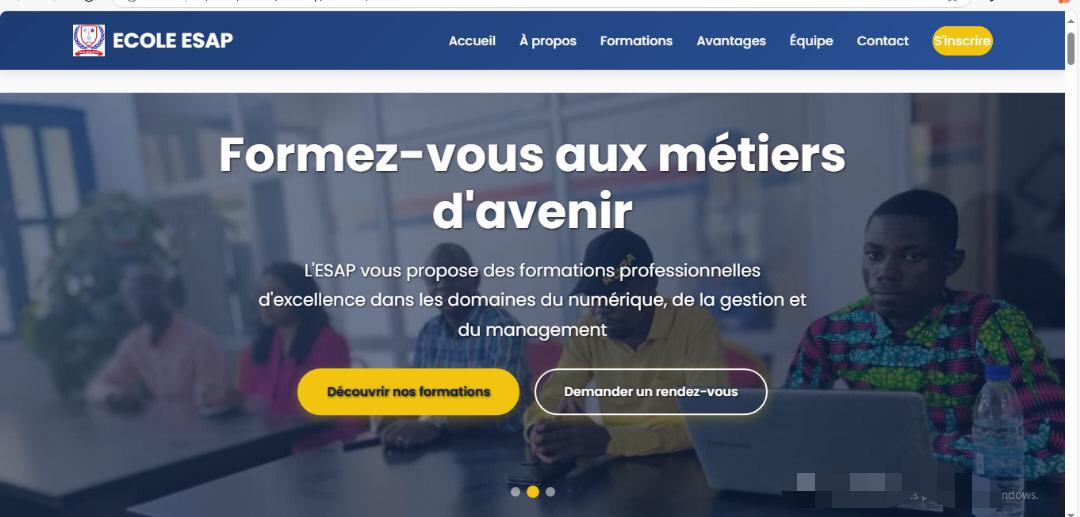 ECOLE ESAP
Accueil
À propos
Formations
Avantages
Équipe
Contact
S'inscrire
Formez-vous aux métiers
d'avenir
L'ESAP vous propose des formations professionnelles
d'excellence dans les domaines du numérique, de la gestion et
du management
Découvrir nos formations
Demander un rendez-vous